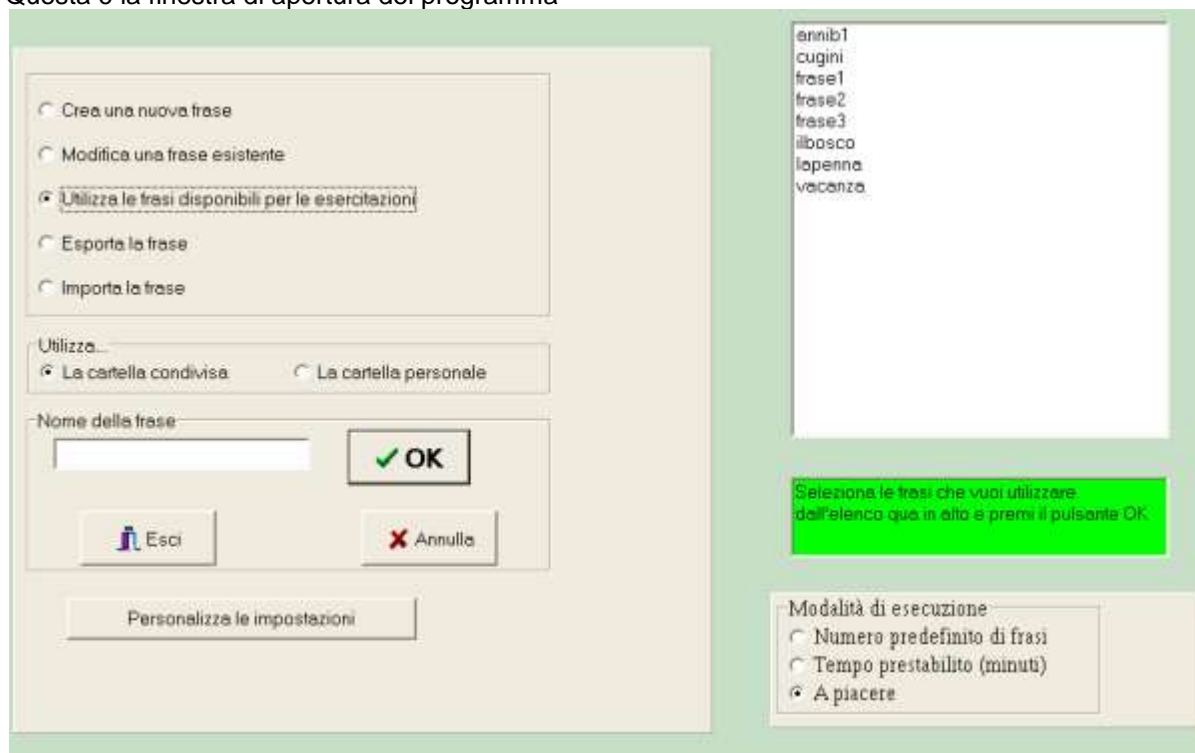 Questa è la finestra di apertura del programma
Crea una nuova frase
Modifica una frase esistente
Utilizza le frasi disponibili per le esercitazioni
Esporta la frase
Importa la frase
Utilizza...
La cartella condivisa
La cartella personale
Nome della frase
OK
Esci
Annulla
Personalizza le impostazioni
annib1
cugini
frase1
frase2
frase3
ilbosco
lapenna
vacanza
Seleziona le frasi che vuoi utilizzare
dall'elenco qua in alto e premi il pulsante OK
Modalità di esecuzione
Numero predefinito di frasi
Tempo prestabilito (minuti)
A piacere